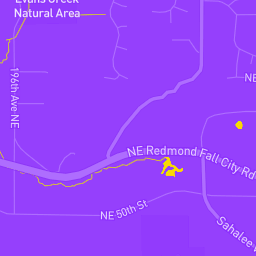 Evans Creek
Natural Area
196th Ave NE
NE
NE Redmond Fall City Rd
NE 50th St
Sahalee